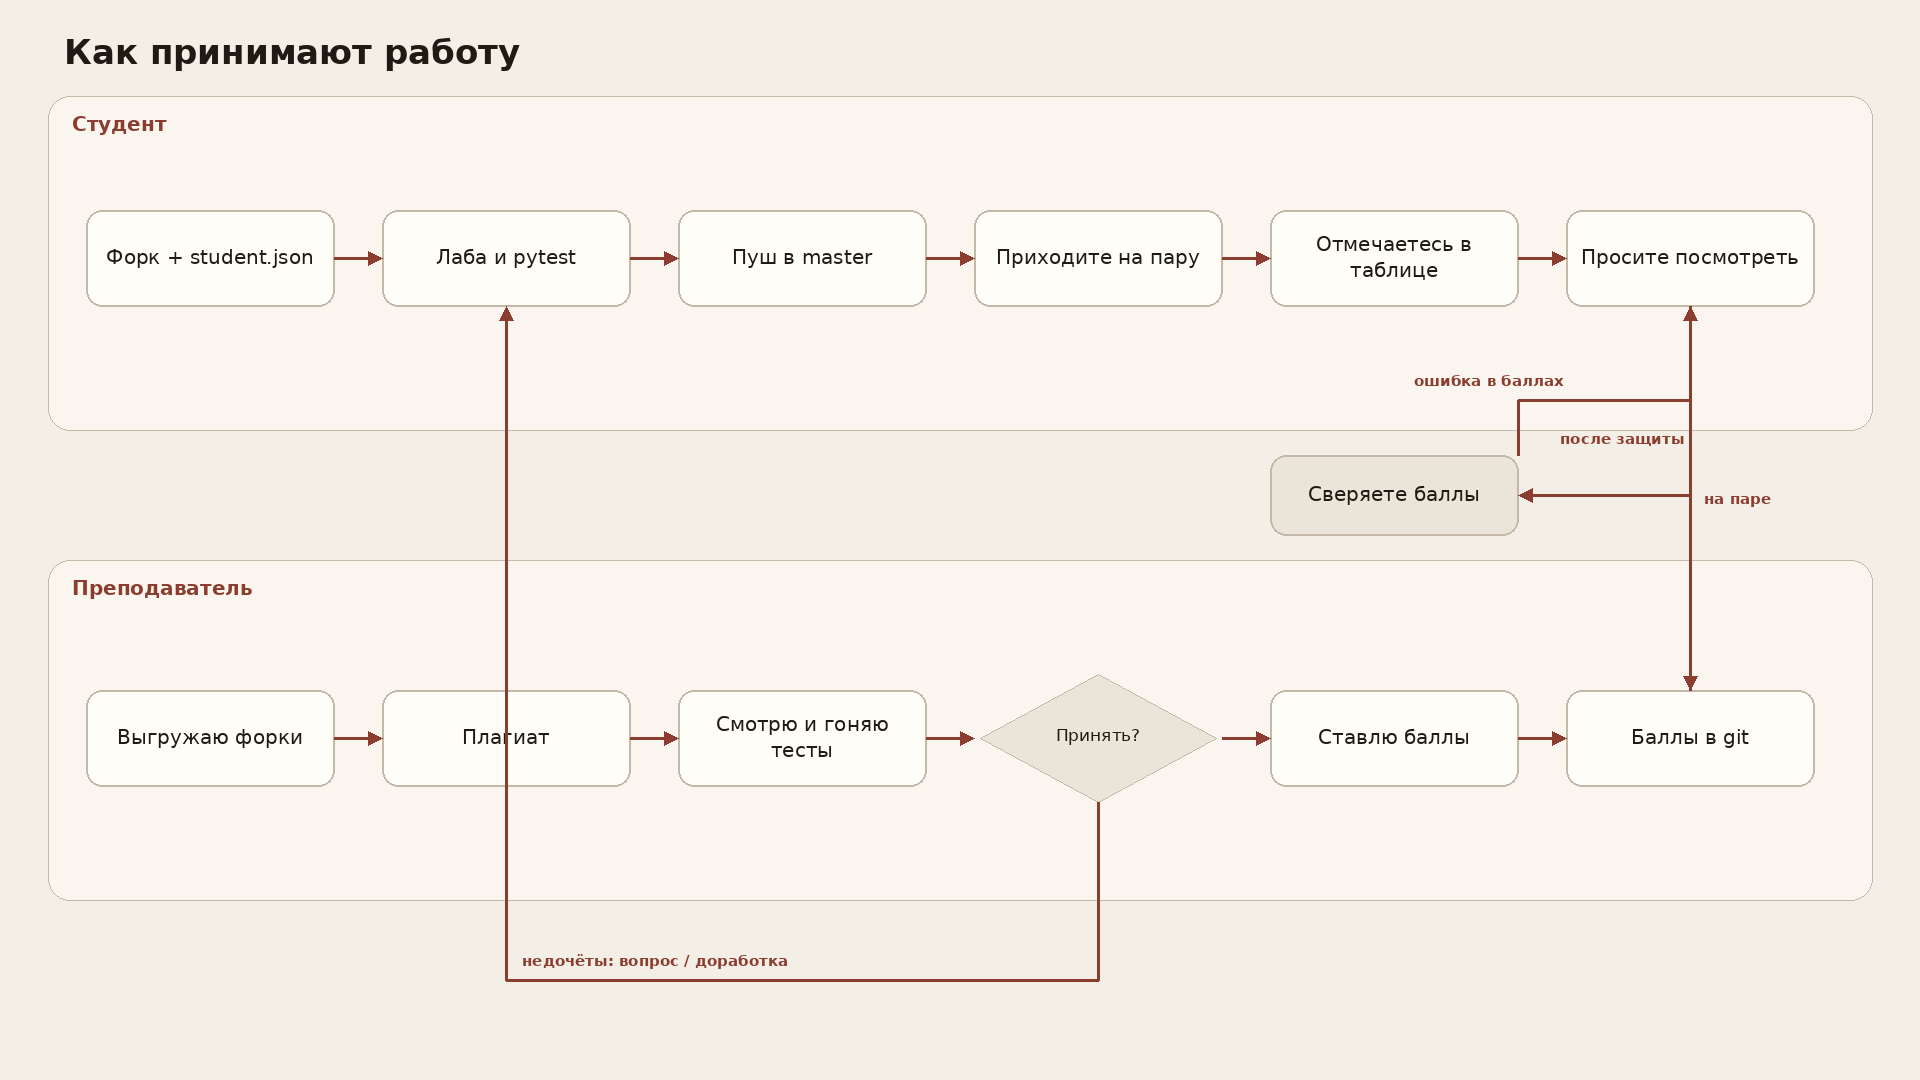 Как принимают работу
Студент
Форк + student.json
Лаба и pytest
Пуш в master
Приходите на пару
Отмечаетесь в
таблице
Просите посмотреть
ошибка в баллах
после защиты
Сверяете баллы
на паре
Преподаватель
Выгружаю форки
Плагиат
Смотрю и гоняю
тесты
Принять?
Ставлю баллы
Баллы в git
недочёты: вопрос / доработка